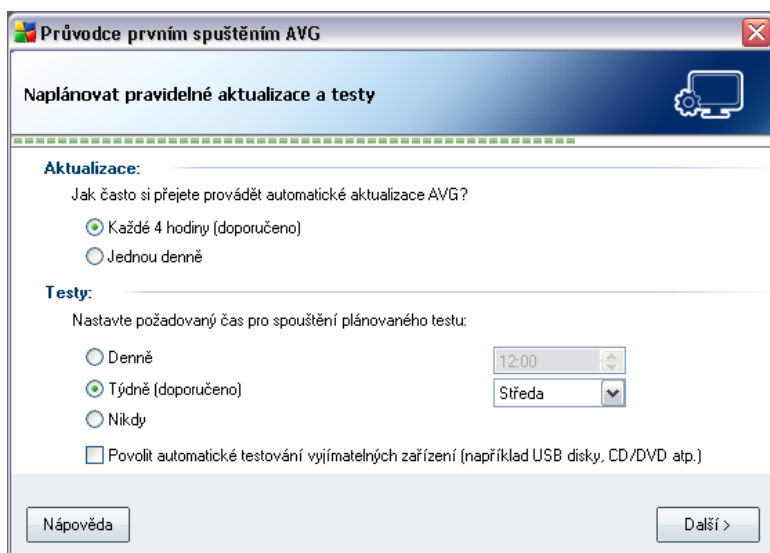 Průvodce prvním spuštěním AVG
Naplánovat pravidelné aktualizace a testy
Aktualizace:
Jak často si přejete provádět automatické aktualizace AVG?
Každé 4 hodiny (doporučeno)
Jednou denně
Testy:
Nastavte požadovaný čas pro spouštění plánovaného testu:
Denně
12:00
Týdně (doporučeno)
Středa
Nikdy
Povolit automatické testování vyjímatelných zařízení (například USB disky, CD/DVD atp.)
Nápověda
Další >